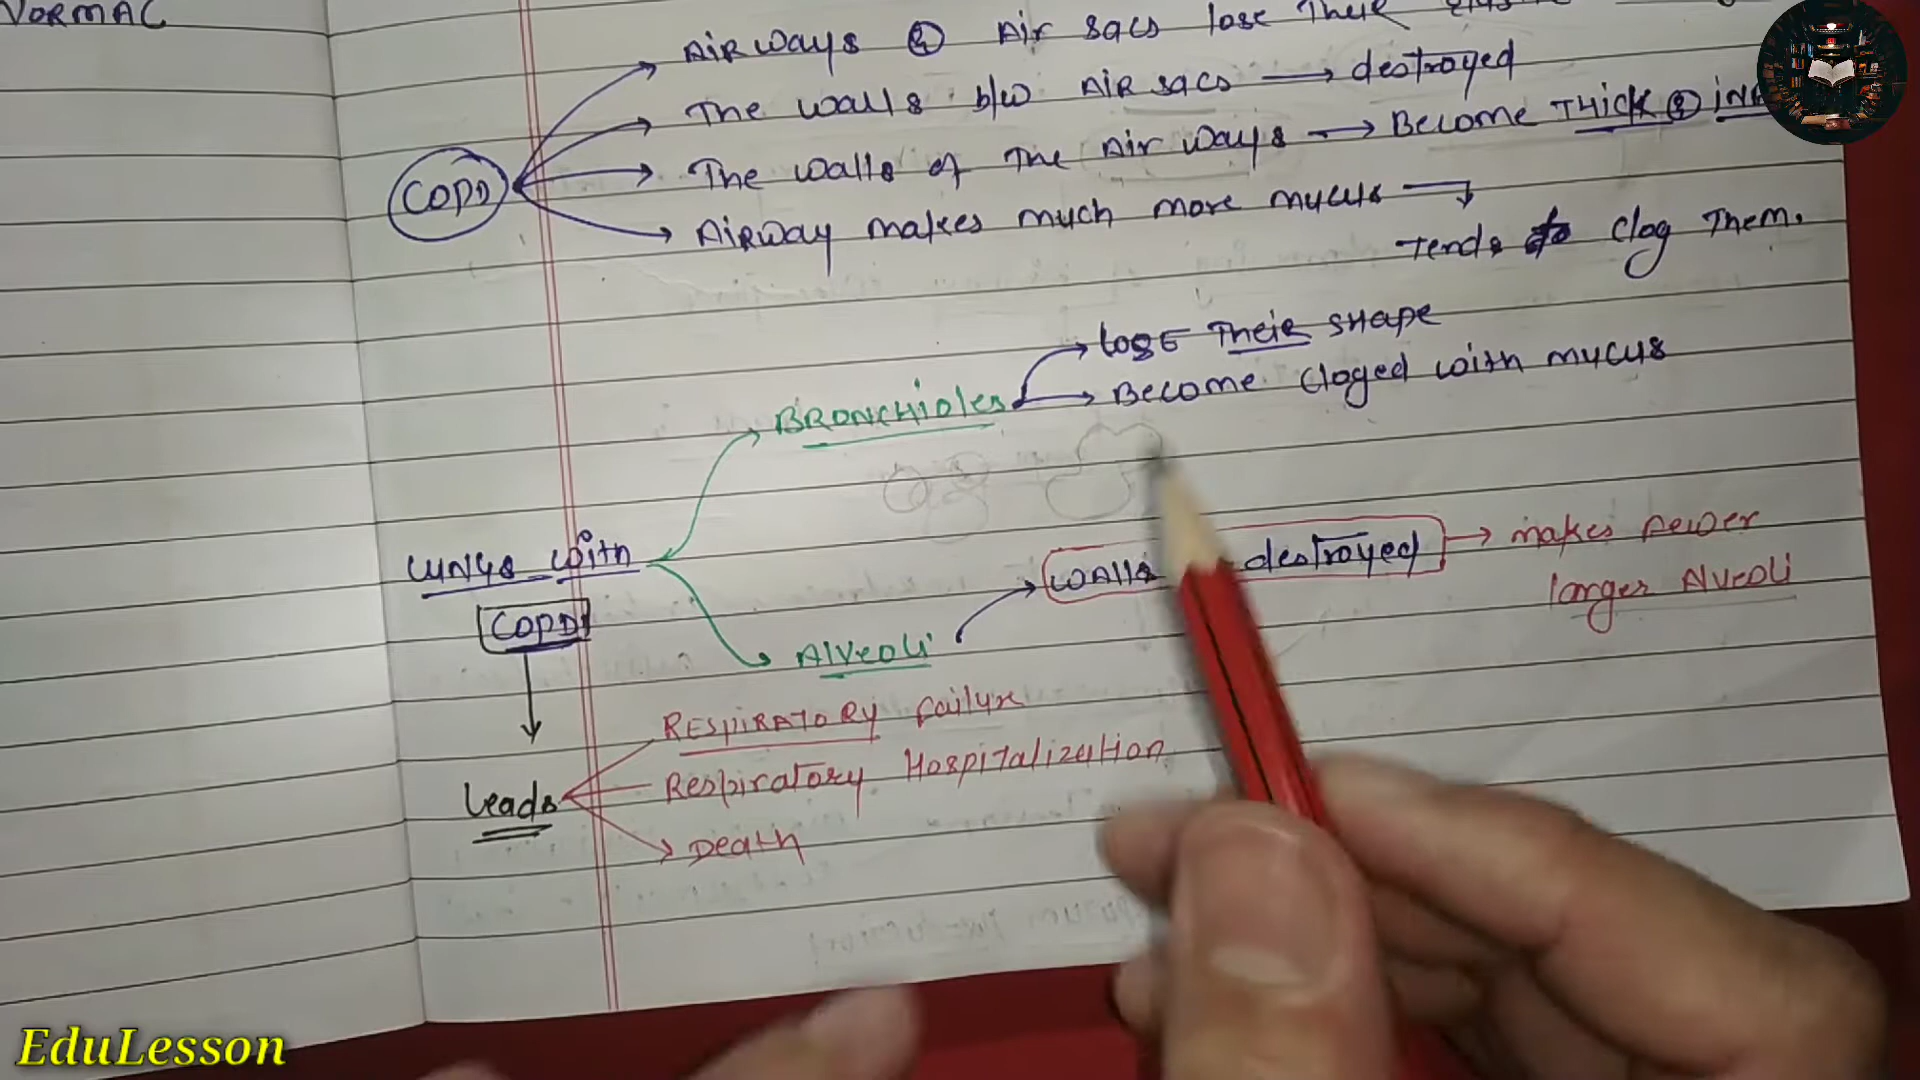 NORMAL
AiRways & Air sacs lose Their
The walls b/w AiR sacs → destroyed
COPD
The walls of The Air ways → Become THick &
AiRway makes much more mucus →
Tends to clog Them.
lose Their SHape
BRONCHioles
Become cloged with mucus
LUNGS with
COPD
walls destroyed → makes fewer
larger Alveoli
Alveoli
RESpiRATORY failure
Respiratory Hospitalization
Leads
Death
EduLesson